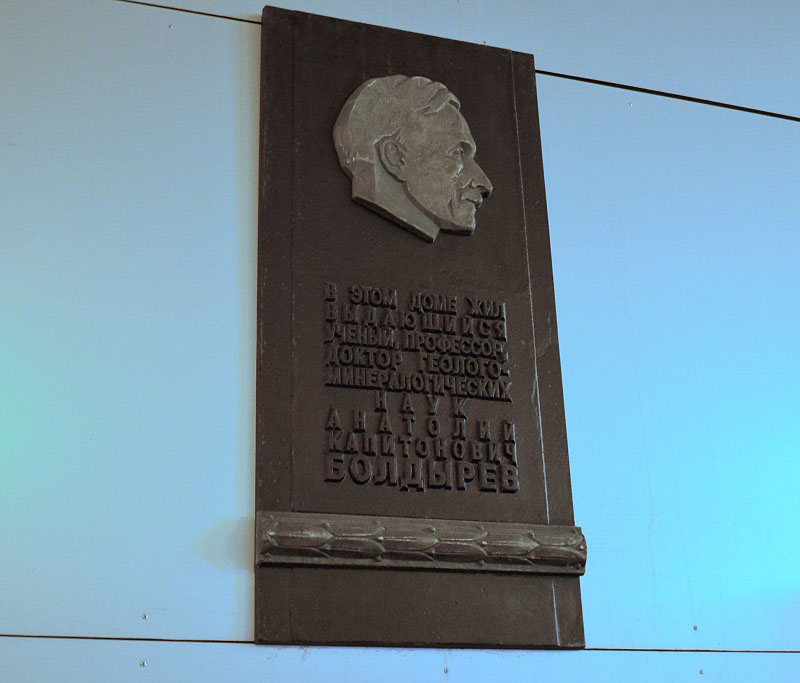 В ЭТОМ ДОМЕ ЖИЛ
ВЫДАЮЩИЙСЯ
УЧЕНЫЙ, ПРОФЕССОР,
ДОКТОР ГЕОЛОГО-
МИНЕРАЛОГИЧЕСКИХ
НАУК
АНАТОЛИЙ
КАПИТОНОВИЧ
БОЛДЫРЕВ